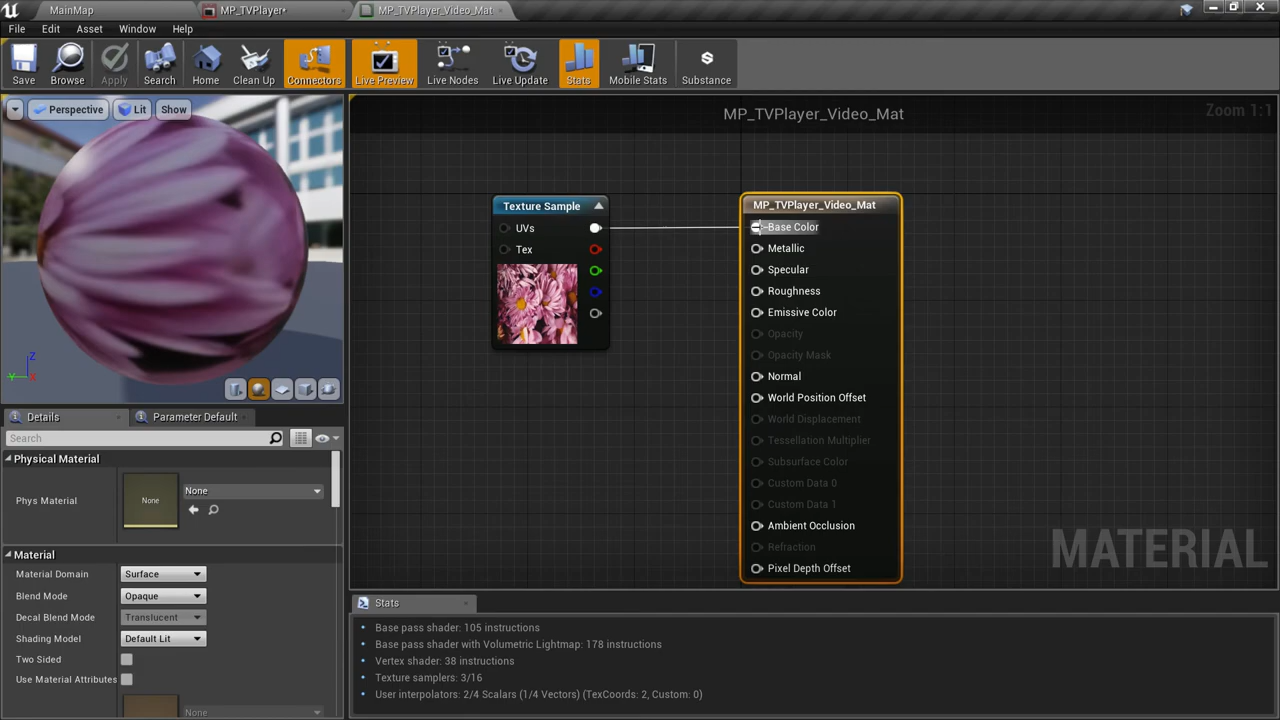 MainMap
MP_TVPlayer*
MP_TVPlayer_Video_Mat
File Edit Asset Window Help
Save Browse Apply Search Home Clean Up Connectors Live Preview Live Nodes Live Update Stats Mobile Stats Substance
Perspective Lit Show
MP_TVPlayer_Video_Mat
Zoom 1:1
Texture Sample
UVs
Tex
MP_TVPlayer_Video_Mat
Base Color
Metallic
Specular
Roughness
Emissive Color
Opacity
Opacity Mask
Normal
World Position Offset
World Displacement
Tessellation Multiplier
Subsurface Color
Custom Data 0
Custom Data 1
Ambient Occlusion
Refraction
Pixel Depth Offset
MATERIAL
Z
Y
X
Details
Parameter Default
Search
Physical Material
Phys Material
None
None
Material
Material Domain Surface
Blend Mode Opaque
Decal Blend Mode Translucent
Shading Model Default Lit
Two Sided
Use Material Attributes
None
Stats
Base pass shader: 105 instructions
Base pass shader with Volumetric Lightmap: 178 instructions
Vertex shader: 38 instructions
Texture samplers: 3/16
User interpolators: 2/4 Scalars (1/4 Vectors) (TexCoords: 2, Custom: 0)